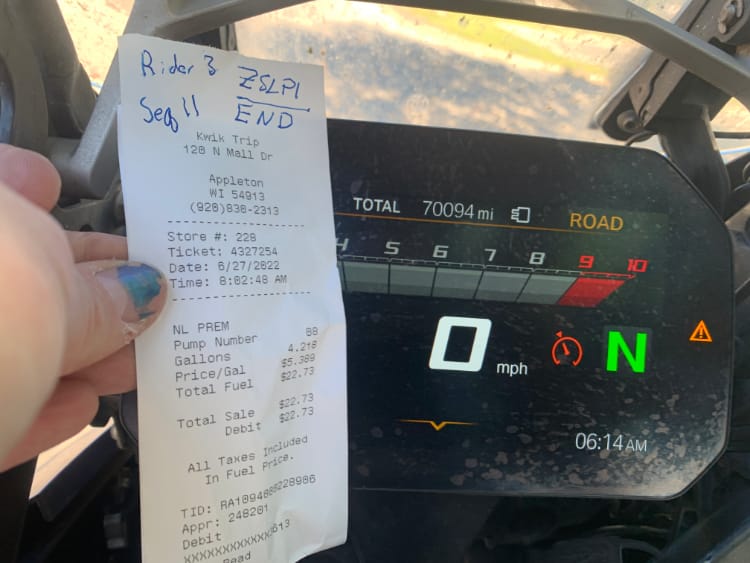 Rider 3 ZSLPI
Seq 11 END
Kwik Trip
128 N Mall Dr
Appleton
WI 54913
(920)830-2313
Store #: 229
Ticket: 4327254
Date: 6/27/2022
Time: 8:02:48 AM
NL PREM
Pump Number 08
Gallons 4.218
Price/Gal $5.389
Total Fuel $22.73
Total Sale $22.73
Debit $22.73
All Taxes Included
In Fuel Price.
Appr: 248201
Debit
TOTAL 70094 mi ROAD
4 5 6 7 8 9 10
0 mph N
06:14 AM